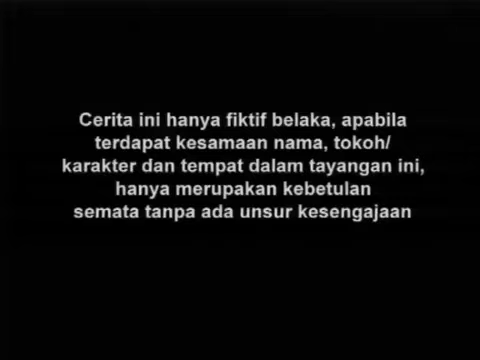 Cerita ini hanya fiktif belaka, apabila
terdapat kesamaan nama, tokoh/
karakter dan tempat dalam tayangan ini,
hanya merupakan kebetulan
semata tanpa ada unsur kesengajaan